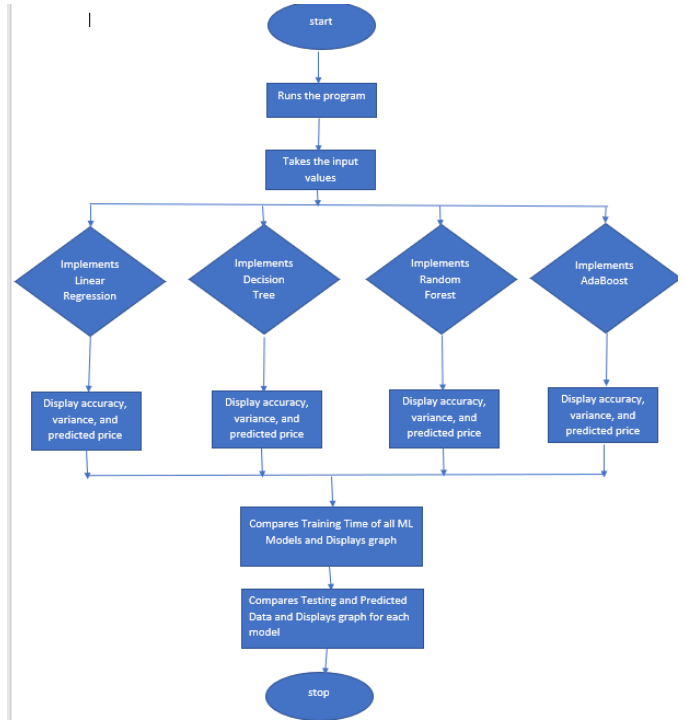 start
Runs the program
Takes the input
values
Implements
Linear
Regression
Implements
Decision
Tree
Implements
Random
Forest
Implements
AdaBoost
Display accuracy,
variance, and
predicted price
Display accuracy,
variance, and
predicted price
Display accuracy,
variance, and
predicted price
Display accuracy,
variance, and
predicted price
Compares Training Time of all ML
Models and Displays graph
Compares Testing and Predicted
Data and Displays graph for each
model
stop